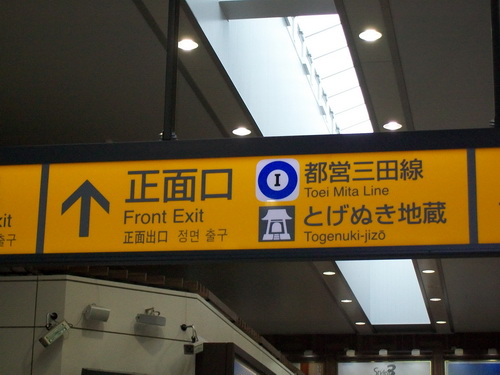 xit
출구
正面口
Front Exit
正面出口 정면 출구
I
都営三田線
Toei Mita Line
とげぬき地蔵
Togenuki-jizō
Style3